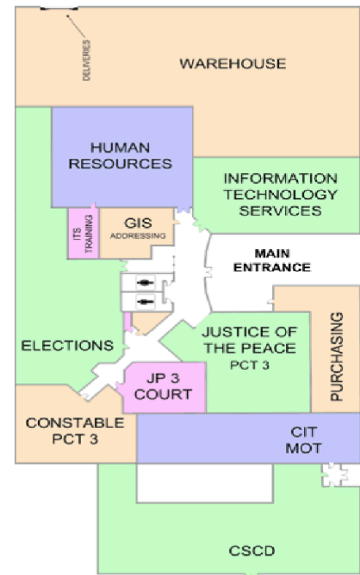 DELIVERIES
WAREHOUSE
HUMAN
RESOURCES
INFORMATION
TECHNOLOGY
SERVICES
ITS
TRAINING
GIS
ADDRESSING
MAIN
ENTRANCE
ELECTIONS
JUSTICE OF
THE PEACE
PCT 3
PURCHASING
JP 3
COURT
CONSTABLE
PCT 3
CIT
MOT
CSCD